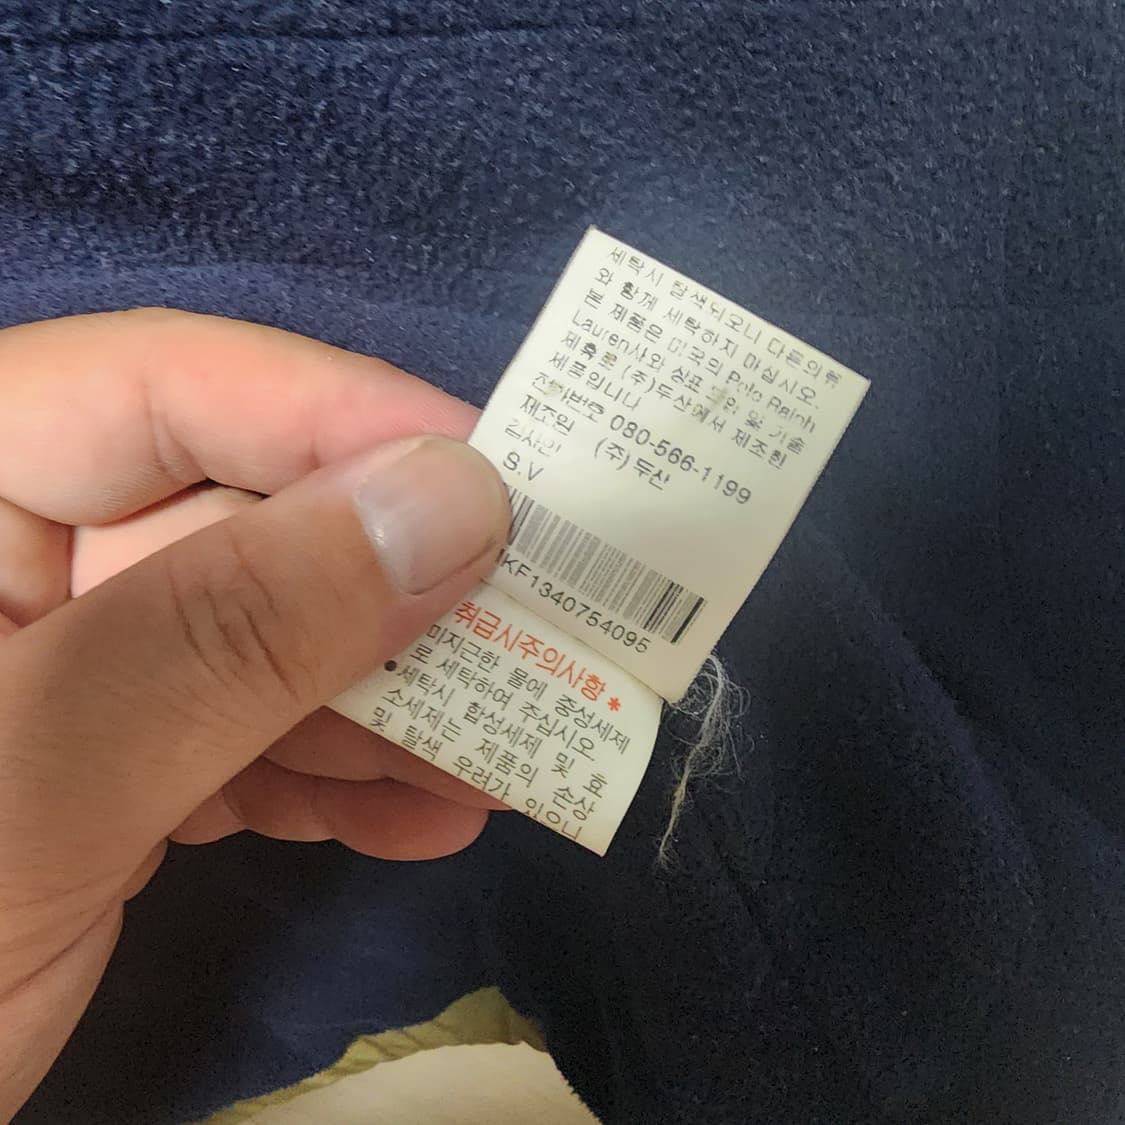 세탁시 탈색되오니 다른의류
와 함께 세탁하지 마십시오.
본 제품은 미국의 Polo Ralph
Lauren사와 상표 도입 및 기술
제휴로 (주)두산에서 제조한
제품입니다
전화번호 080-566-1199
제조원 (주)두산
검사인
S.V
KF1340754095
취급시주의사항*
미지근한 물에 중성세제
로 세탁하여 주십시오
●세탁시 합성세제 및 효
소세제는 제품의 손상
및 탈색 우려가 있으니